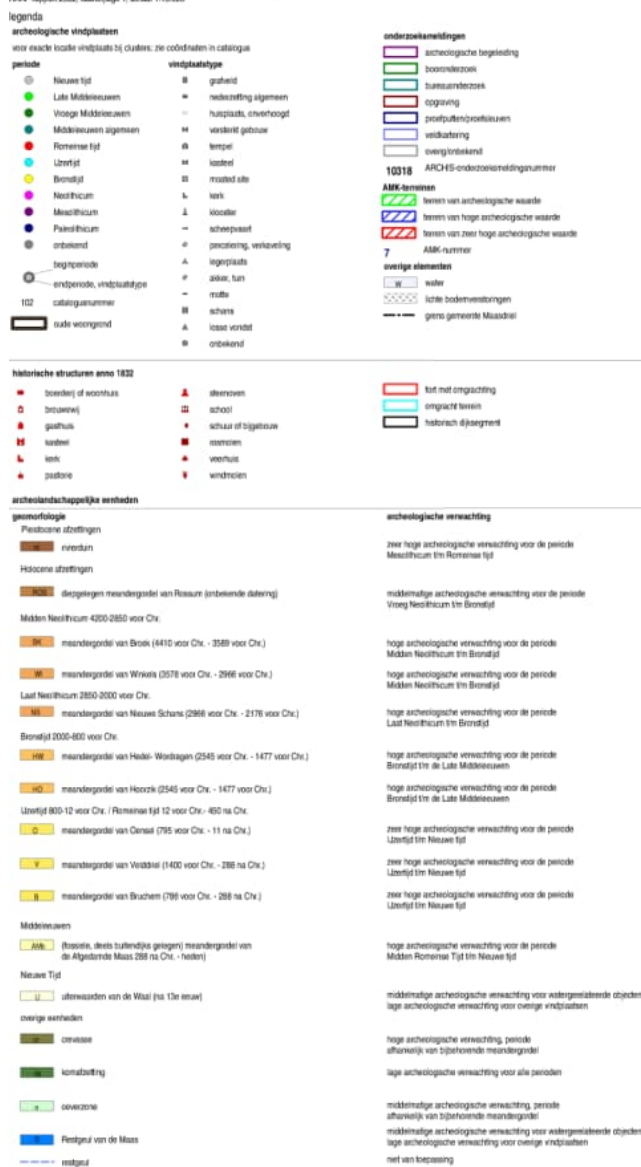 legenda
archeologische vindplaatsen
voor exacte locatie vindplaats bij clusters: zie coördinaten in catalogus
periode
Nieuwe tijd
Late Middeleeuwen
Vroege Middeleeuwen
Middeleeuwen algemeen
Romeinse tijd
IJzertijd
Bronstijd
Neolithicum
Mesolithicum
Paleolithicum
onbekend
beginperiode
eindperiode, vindplaatstype
102 catalogusnummer
oude woongrond
vindplaatstype
grafveld
nederzetting algemeen
huisplaats, onverhoogd
versterkt gebouw
tempel
kasteel
moated site
kerk
klooster
scheepvaart
percelering, verkaveling
legerplaats
akker, tuin
motte
schans
losse vondst
onbekend
onderzoeksmeldingen
archeologische begeleiding
booronderzoek
bureauonderzoek
opgraving
proefputten/proefsleuven
veldkartering
overig/onbekend
10318 ARCHIS-onderzoeksmeldingsnummer
AMK-terreinen
terrein van archeologische waarde
terrein van hoge archeologische waarde
terrein van zeer hoge archeologische waarde
7 AMK-nummer
overige elementen
W water
lichte bodemverstoringen
grens gemeente Maasdriel
historische structuren anno 1832
boerderij of woonhuis
brouwerij
gasthuis
kasteel
kerk
pastorie
steenoven
school
schuur of bijgebouw
rosmolen
veerhuis
windmolen
fort met omgrachting
omgracht terrein
historisch dijksegment
archeolandschappelijke eenheden
geomorfologie archeologische verwachting
Pleistocene afzettingen
rivierduin zeer hoge archeologische verwachting voor de periode
Mesolithicum t/m Romeinse tijd
Holocene afzettingen
ROS diepgelegen meandergordel van Rossum (onbekende datering) middelmatige archeologische verwachting voor de periode
Vroeg Neolithicum t/m Bronstijd
Midden Neolithicum 4200-2850 voor Chr.
BK meandergordel van Broek (4410 voor Chr. - 3589 voor Chr.) hoge archeologische verwachting voor de periode
Midden Neolithicum t/m Bronstijd
WI meandergordel van Winkels (3578 voor Chr. - 2966 voor Chr.) hoge archeologische verwachting voor de periode
Midden Neolithicum t/m Bronstijd
Laat Neolithicum 2850-2000 voor Chr.
NS meandergordel van Nieuwe Schans (2966 voor Chr. - 2176 voor Chr.) hoge archeologische verwachting voor de periode
Laat Neolithicum t/m Bronstijd
Bronstijd 2000-800 voor Chr.
HW meandergordel van Hedel- Wordragen (2545 voor Chr. - 1477 voor Chr.) hoge archeologische verwachting voor de periode
Bronstijd t/m de Late Middeleeuwen
HO meandergordel van Hoorzik (2545 voor Chr. - 1477 voor Chr.) hoge archeologische verwachting voor de periode
Bronstijd t/m de Late Middeleeuwen
IJzertijd 800-12 voor Chr. / Romeinse tijd 12 voor Chr.- 450 na Chr.
O meandergordel van Oensel (795 voor Chr. - 11 na Chr.) zeer hoge archeologische verwachting voor de periode
IJzertijd t/m Nieuwe tijd
V meandergordel van Velddriel (1400 voor Chr. - 288 na Chr.) zeer hoge archeologische verwachting voor de periode
IJzertijd t/m Nieuwe tijd
B meandergordel van Bruchem (798 voor Chr. - 288 na Chr.) zeer hoge archeologische verwachting voor de periode
IJzertijd t/m Nieuwe tijd
Middeleeuwen
AMb (fossiele, deels buitendijks gelegen) meandergordel van hoge archeologische verwachting voor de periode
de Afgedamde Maas 288 na Chr. - heden) Midden Romeinse Tijd t/m Nieuwe tijd
Nieuwe Tijd
U uiterwaarden van de Waal (na 13e eeuw) middelmatige archeologische verwachting voor watergerelateerde objecten
lage archeologische verwachting voor overige vindplaatsen
overige eenheden
crevasse hoge archeologische verwachting, periode
afhankelijk van bijbehorende meandergordel
komafzetting lage archeologische verwachting voor alle perioden
oeverzone middelmatige archeologische verwachting, periode
afhankelijk van bijbehorende meandergordel
Restgeul van de Maas middelmatige archeologische verwachting voor watergerelateerde objecten
lage archeologische verwachting voor overige vindplaatsen
restgeul niet van toepassing